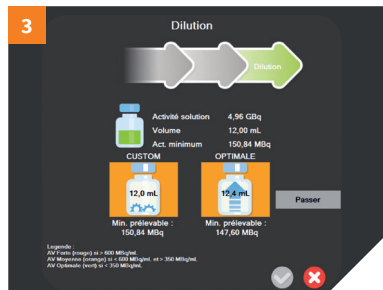 3
Dilution
Dilution
Activité solution 4,96 GBq
Volume 12,00 mL
Act. minimum 150,84 MBq
CUSTOM OPTIMALE
12,0 mL 12,4 mL
Passer
Min. prélevable : Min. prélevable :
150,84 MBq 147,60 MBq
Legende :
AV Forte (rouge) si > 600 MBq/mL
AV Moyenne (orange) si < 600 MBq/mL et > 350 MBq/mL
AV Optimale (vert) si < 350 MBq/mL